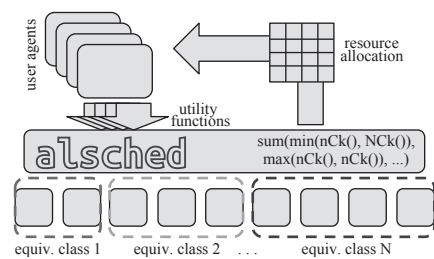 user agents
resource
allocation
utility
functions
alsched
sum(min(nCk(), NCk()),
max(nCk(), nCk()), ...)
equiv. class 1
equiv. class 2
. . .
equiv. class N